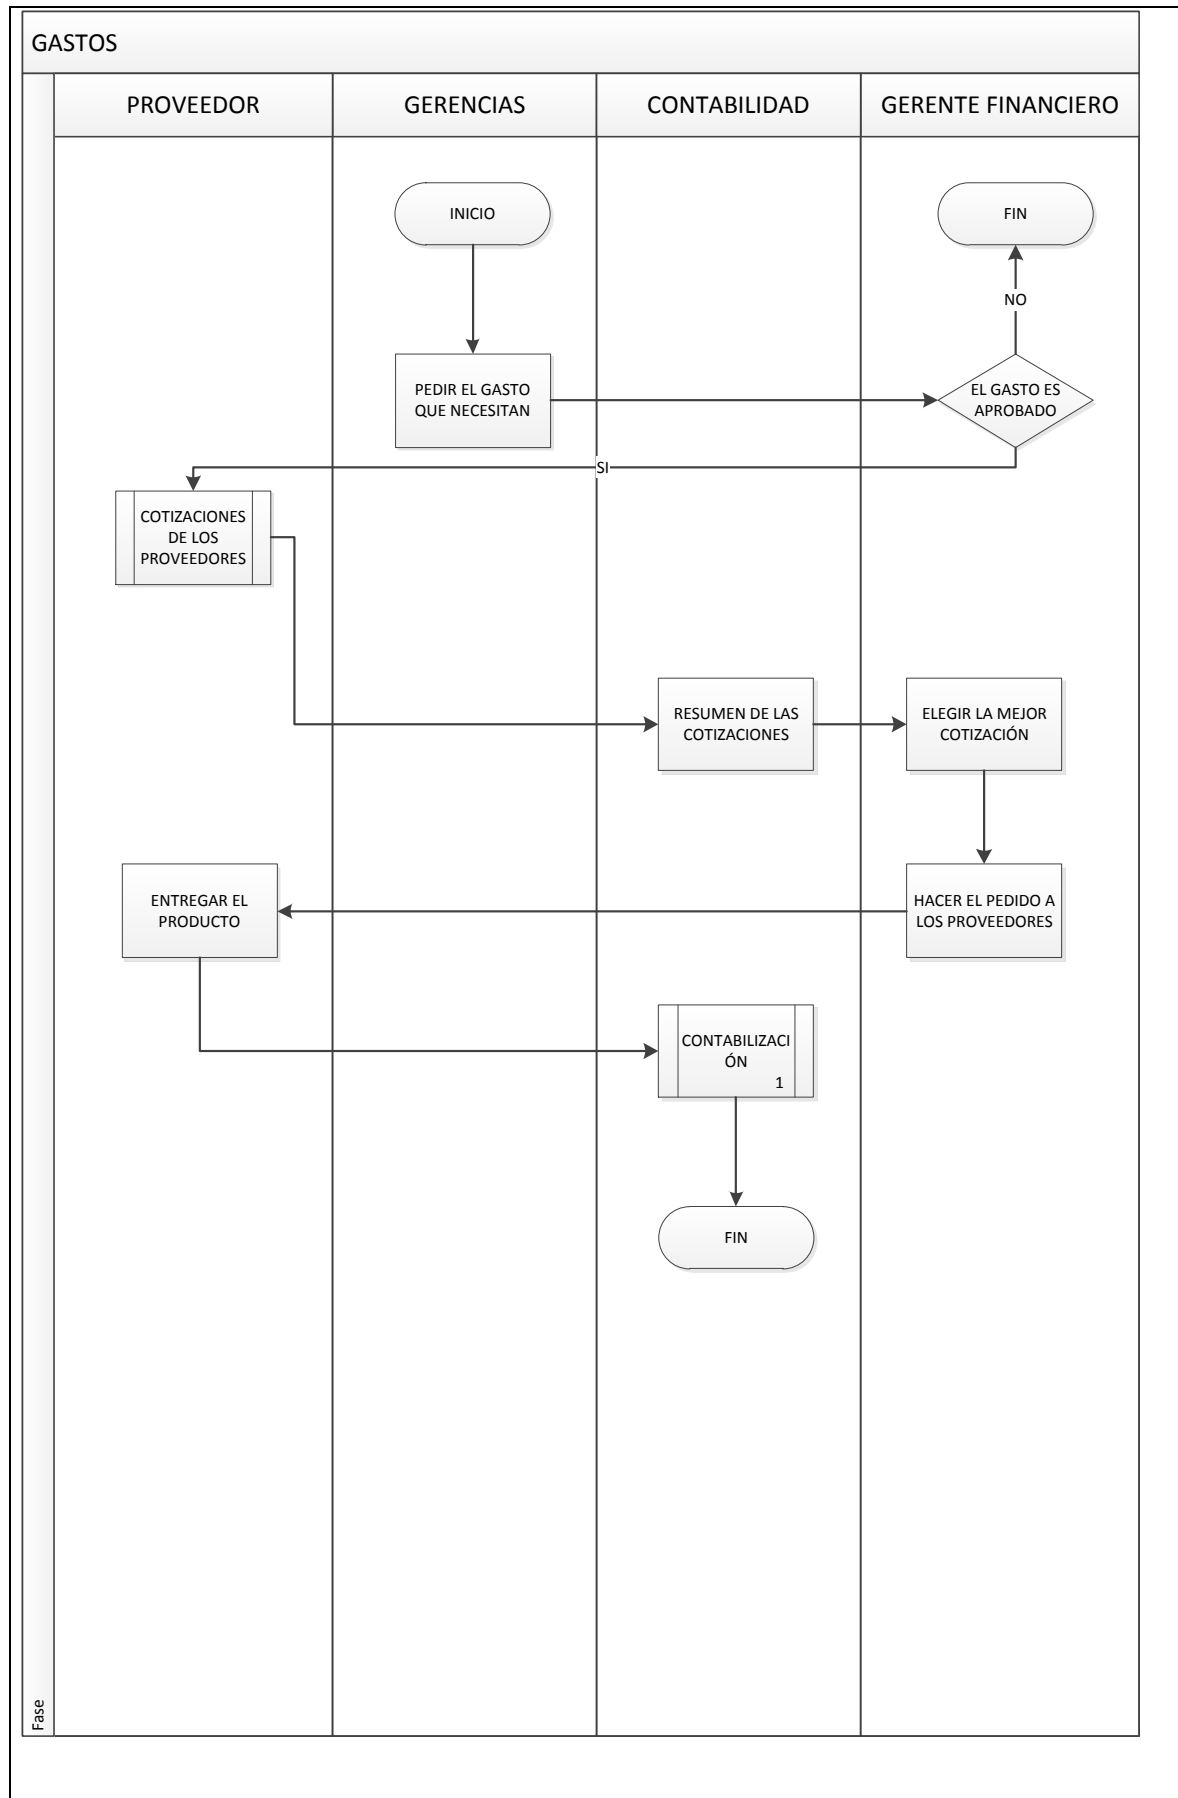 GASTOS
PROVEEDOR
GERENCIAS
CONTABILIDAD
GERENTE FINANCIERO
INICIO
FIN
NO
PEDIR EL GASTO
QUE NECESITAN
EL GASTO ES
APROBADO
SI
COTIZACIONES
DE LOS
PROVEEDORES
RESUMEN DE LAS
COTIZACIONES
ELEGIR LA MEJOR
COTIZACIÓN
ENTREGAR EL
PRODUCTO
HACER EL PEDIDO A
LOS PROVEEDORES
CONTABILIZACI
ÓN
1
FIN
Fase